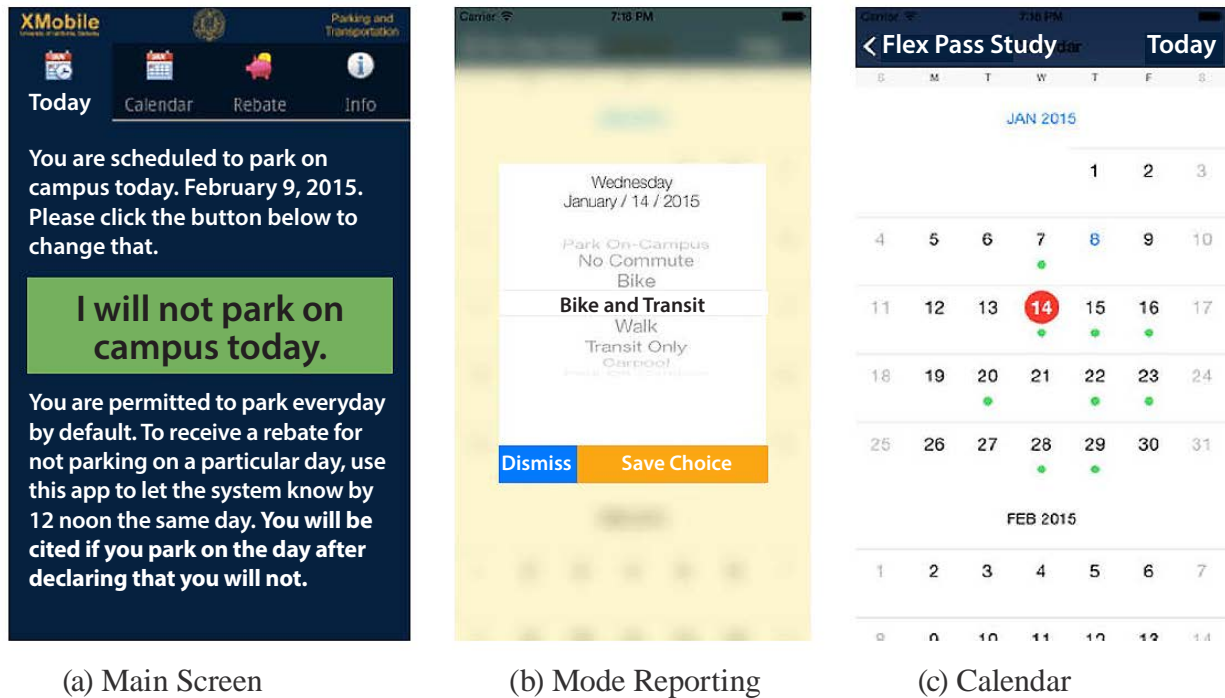 XMobile
Parking and
Transportation
Today
Calendar
Rebate
Info
You are scheduled to park on
campus today. February 9, 2015.
Please click the button below to
change that.
I will not park on
campus today.
You are permitted to park everyday
by default. To receive a rebate for
not parking on a particular day, use
this app to let the system know by
12 noon the same day. You will be
cited if you park on the day after
declaring that you will not.
(a) Main Screen
Carrier
7:16 PM
Wednesday
January / 14 / 2015
Park On-Campus
No Commute
Bike
Bike and Transit
Walk
Transit Only
Carpool
Dismiss
Save Choice
(b) Mode Reporting
Carrier
7:16 PM
< Flex Pass Study
Today
S M T W T F S
JAN 2015
1 2 3
4 5 6 7 8 9 10
11 12 13 14 15 16 17
18 19 20 21 22 23 24
25 26 27 28 29 30 31
FEB 2015
1 2 3 4 5 6 7
(c) Calendar